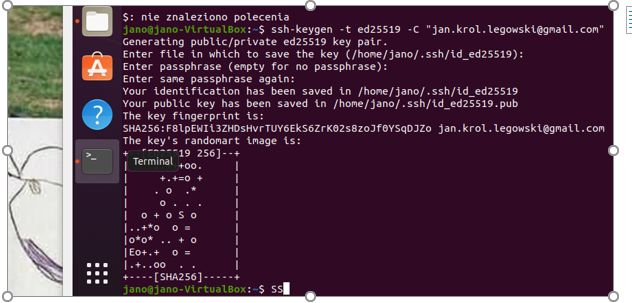 $: nie znaleziono polecenia
jano@jano-VirtualBox:~$ ssh-keygen -t ed25519 -C "jan.krol.legowski@gmail.com"
Generating public/private ed25519 key pair.
Enter file in which to save the key (/home/jano/.ssh/id_ed25519):
Enter passphrase (empty for no passphrase):
Enter same passphrase again:
Your identification has been saved in /home/jano/.ssh/id_ed25519
Your public key has been saved in /home/jano/.ssh/id_ed25519.pub
The key fingerprint is:
SHA256:F8lpEWIi3ZHDsHvrTUY6EkS6ZrK02s8zoJf0YSqDJZo jan.krol.legowski@gmail.com
The key's randomart image is:
+--[ED25519 256]--+
Terminal
|        +oo.     |
|     +.+=o +     |
|    . o  .*      |
|     o . . .     |
|  o + o S o      |
|..+*o  o =       |
|o*o* .. + o      |
|Eo+.+  o =       |
|.+..oo  . .      |
+----[SHA256]-----+
jano@jano-VirtualBox:~$ SS